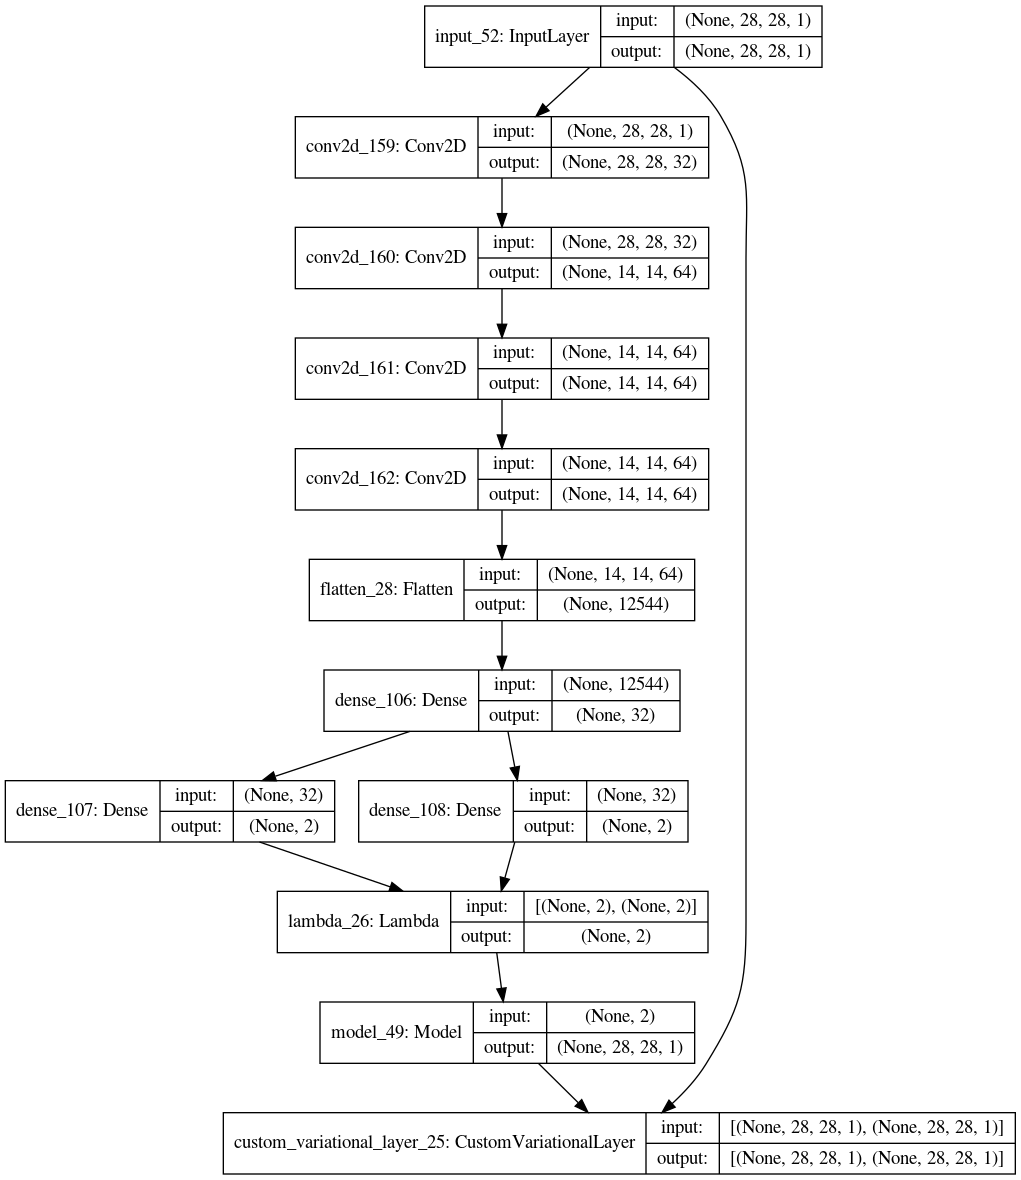 input_52: InputLayer
input: (None, 28, 28, 1)
output: (None, 28, 28, 1)
conv2d_159: Conv2D
input: (None, 28, 28, 1)
output: (None, 28, 28, 32)
conv2d_160: Conv2D
input: (None, 28, 28, 32)
output: (None, 14, 14, 64)
conv2d_161: Conv2D
input: (None, 14, 14, 64)
output: (None, 14, 14, 64)
conv2d_162: Conv2D
input: (None, 14, 14, 64)
output: (None, 14, 14, 64)
flatten_28: Flatten
input: (None, 14, 14, 64)
output: (None, 12544)
dense_106: Dense
input: (None, 12544)
output: (None, 32)
dense_107: Dense
input: (None, 32)
output: (None, 2)
dense_108: Dense
input: (None, 32)
output: (None, 2)
lambda_26: Lambda
input: [(None, 2), (None, 2)]
output: (None, 2)
model_49: Model
input: (None, 2)
output: (None, 28, 28, 1)
custom_variational_layer_25: CustomVariationalLayer
input: [(None, 28, 28, 1), (None, 28, 28, 1)]
output: [(None, 28, 28, 1), (None, 28, 28, 1)]